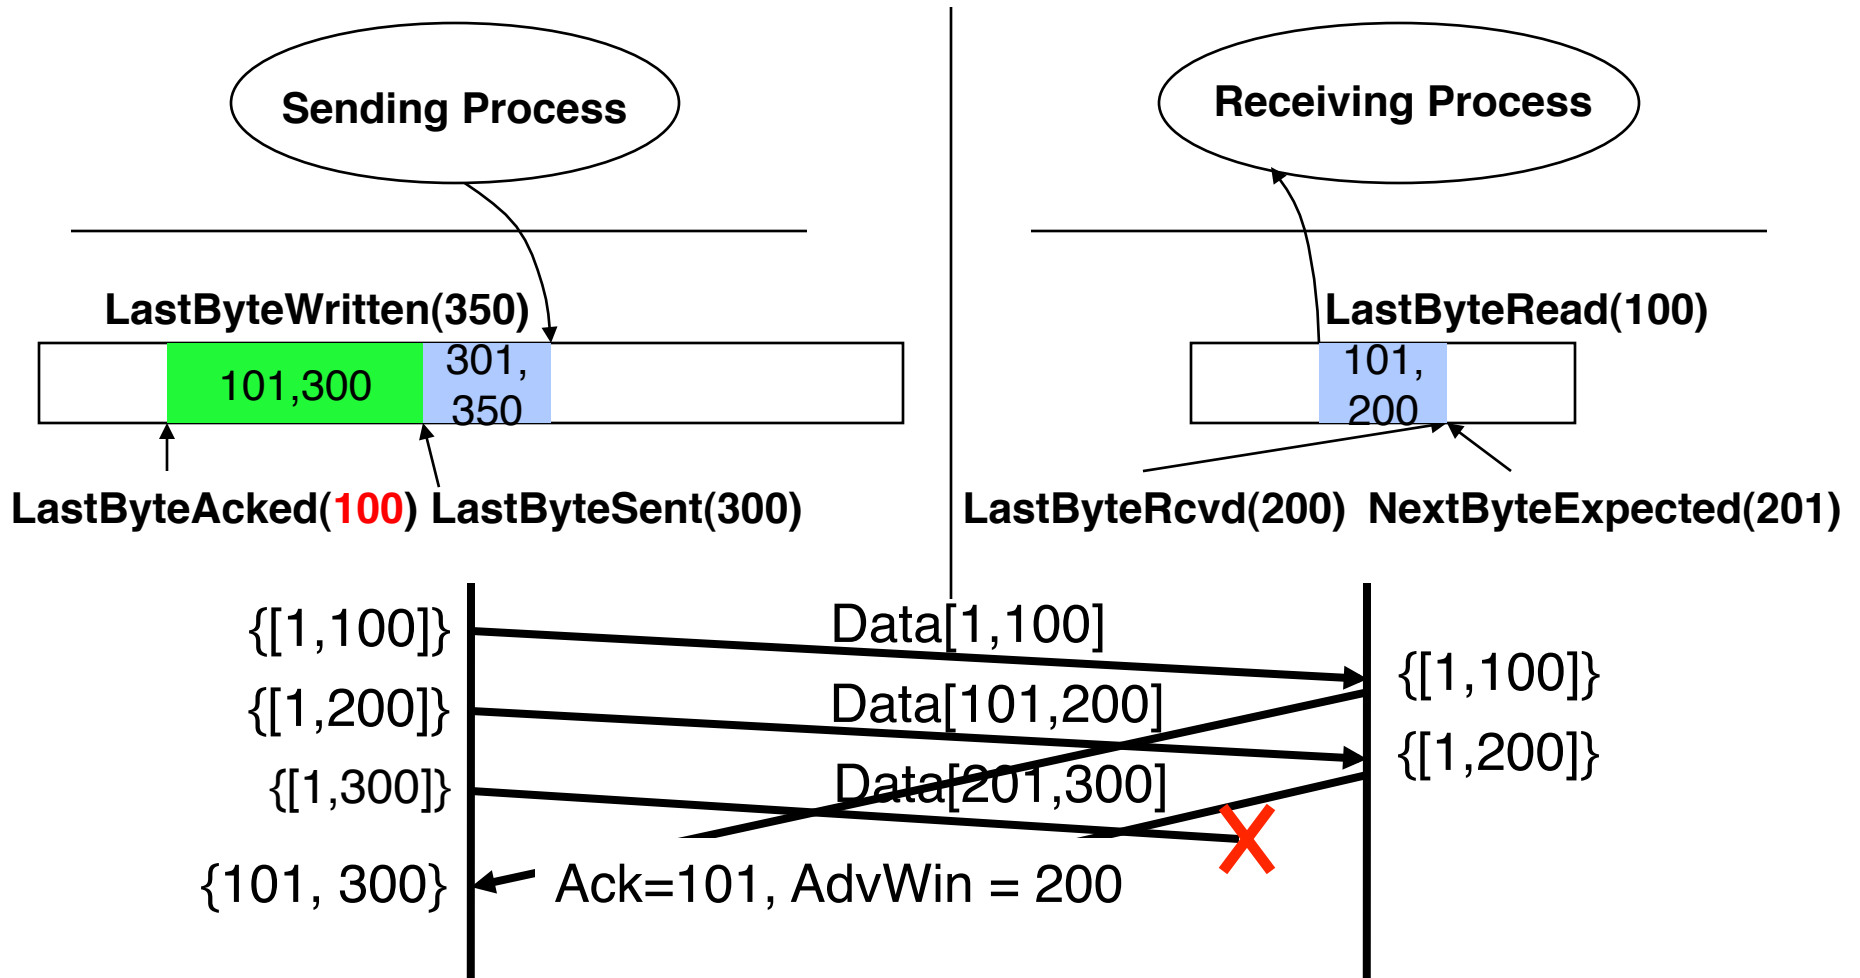 Sending Process
Receiving Process
LastByteWritten(350)
LastByteRead(100)
101,300
301,
350
101,
200
LastByteAcked(100)
LastByteSent(300)
LastByteRcvd(200)
NextByteExpected(201)
{[1,100]}
Data[1,100]
{[1,100]}
{[1,200]}
Data[101,200]
{[1,200]}
{[1,300]}
Data[201,300]
{101, 300}
Ack=101, AdvWin = 200